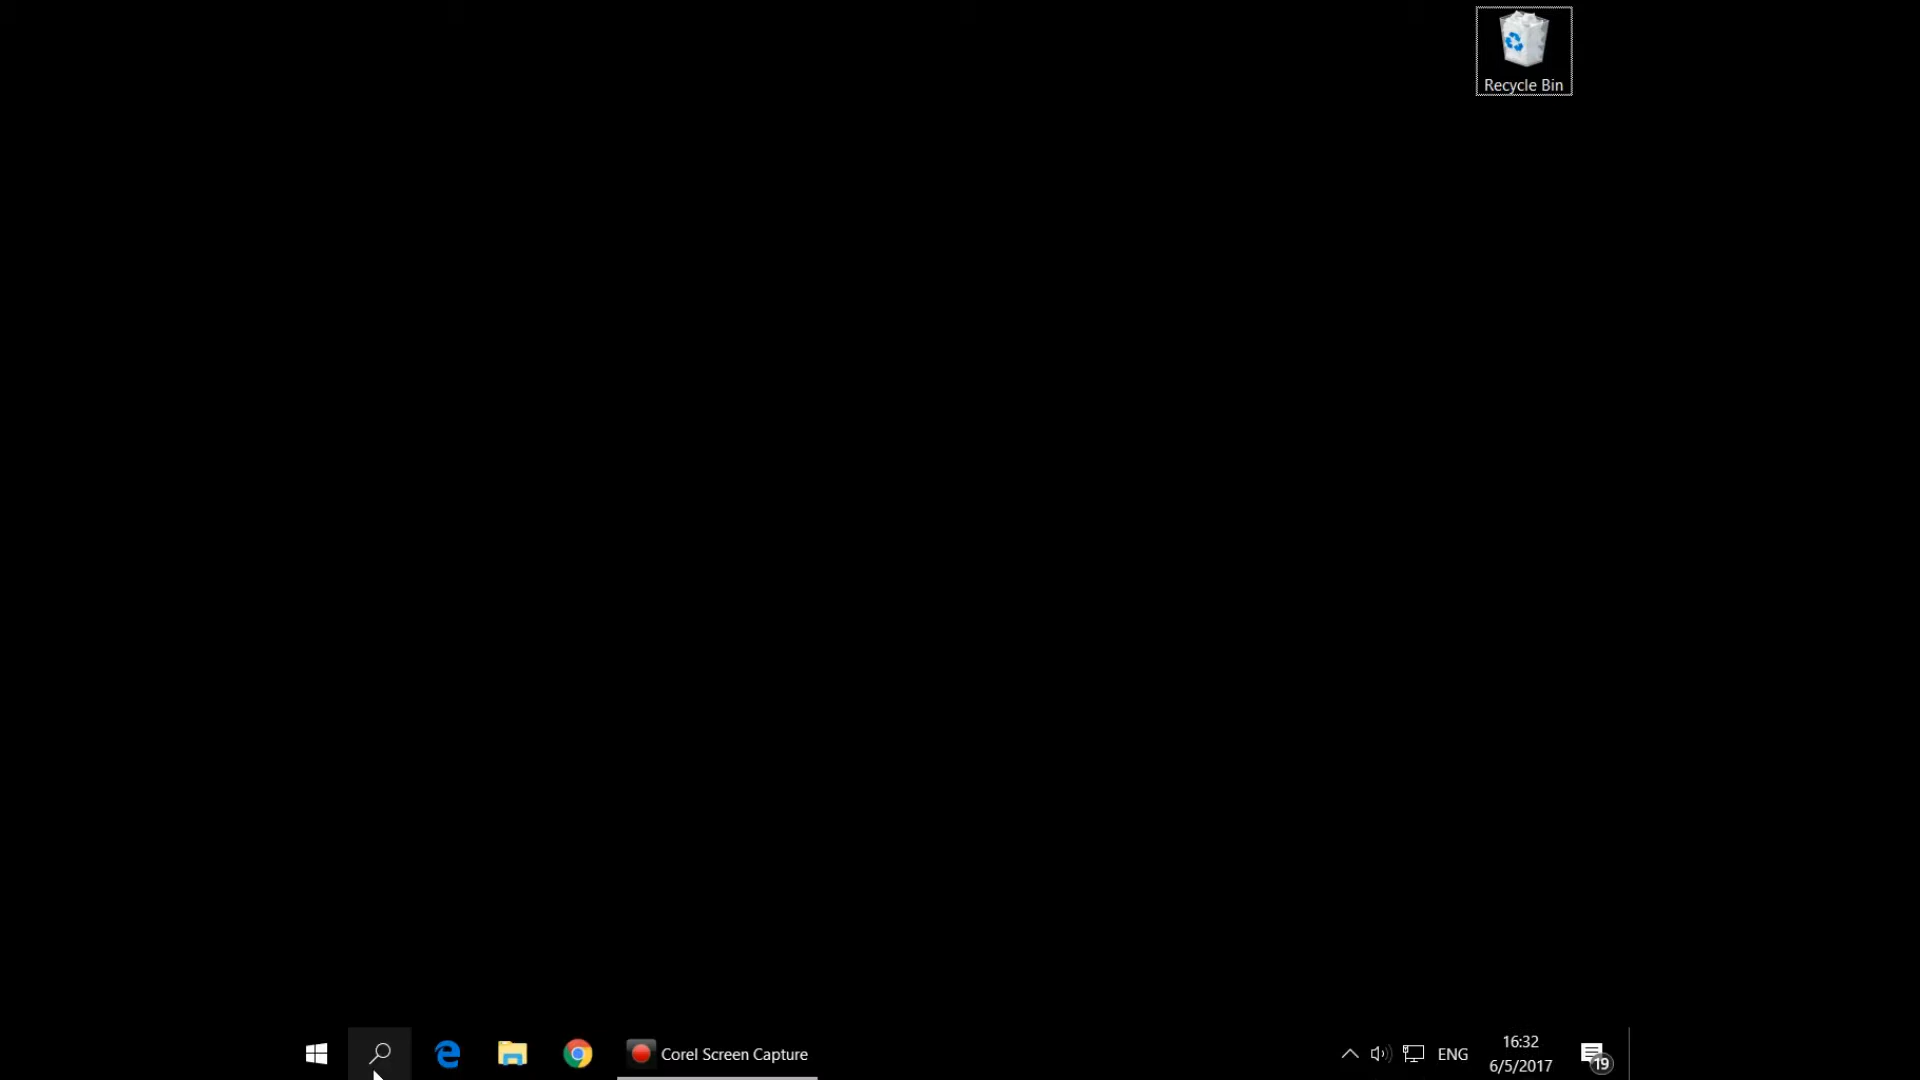 Recycle Bin
Corel Screen Capture
ENG
16:32
6/5/2017
19